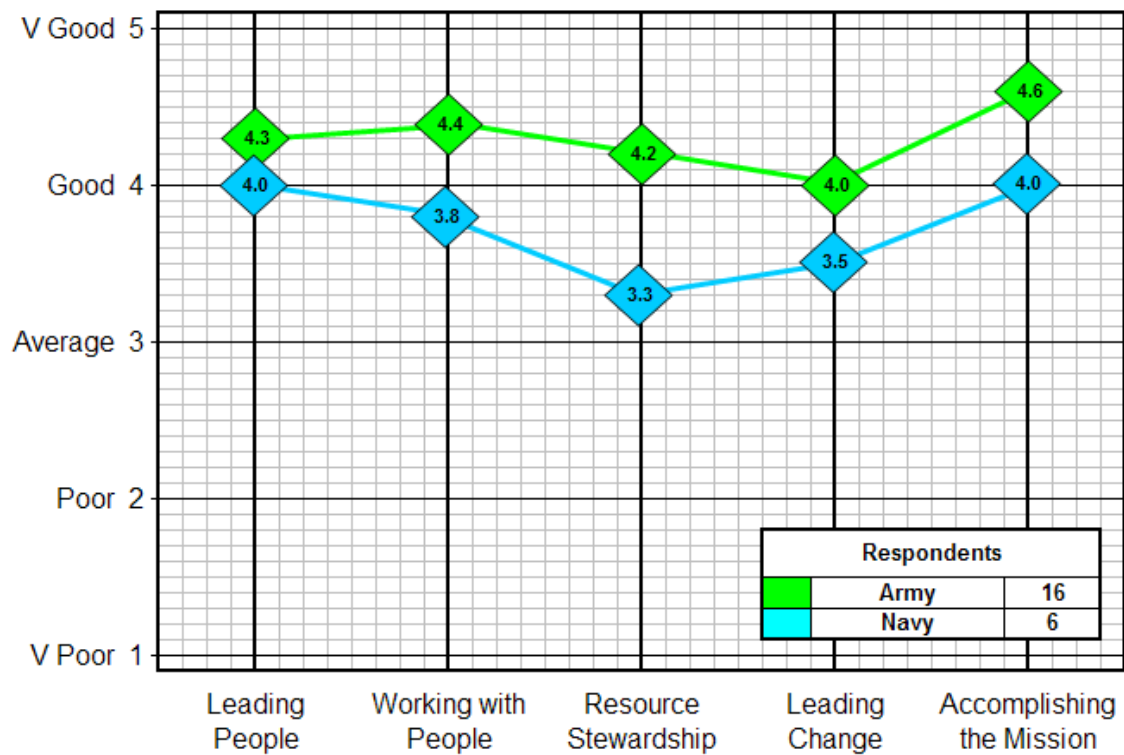 V Good 5
4.6
4.4
4.3
4.2
Good 4
4.0
3.8
4.0
4.0
3.5
3.3
Average 3
Poor 2
Respondents
Army 16
Navy 6
V Poor 1
Leading
People
Working with
People
Resource
Stewardship
Leading
Change
Accomplishing
the Mission